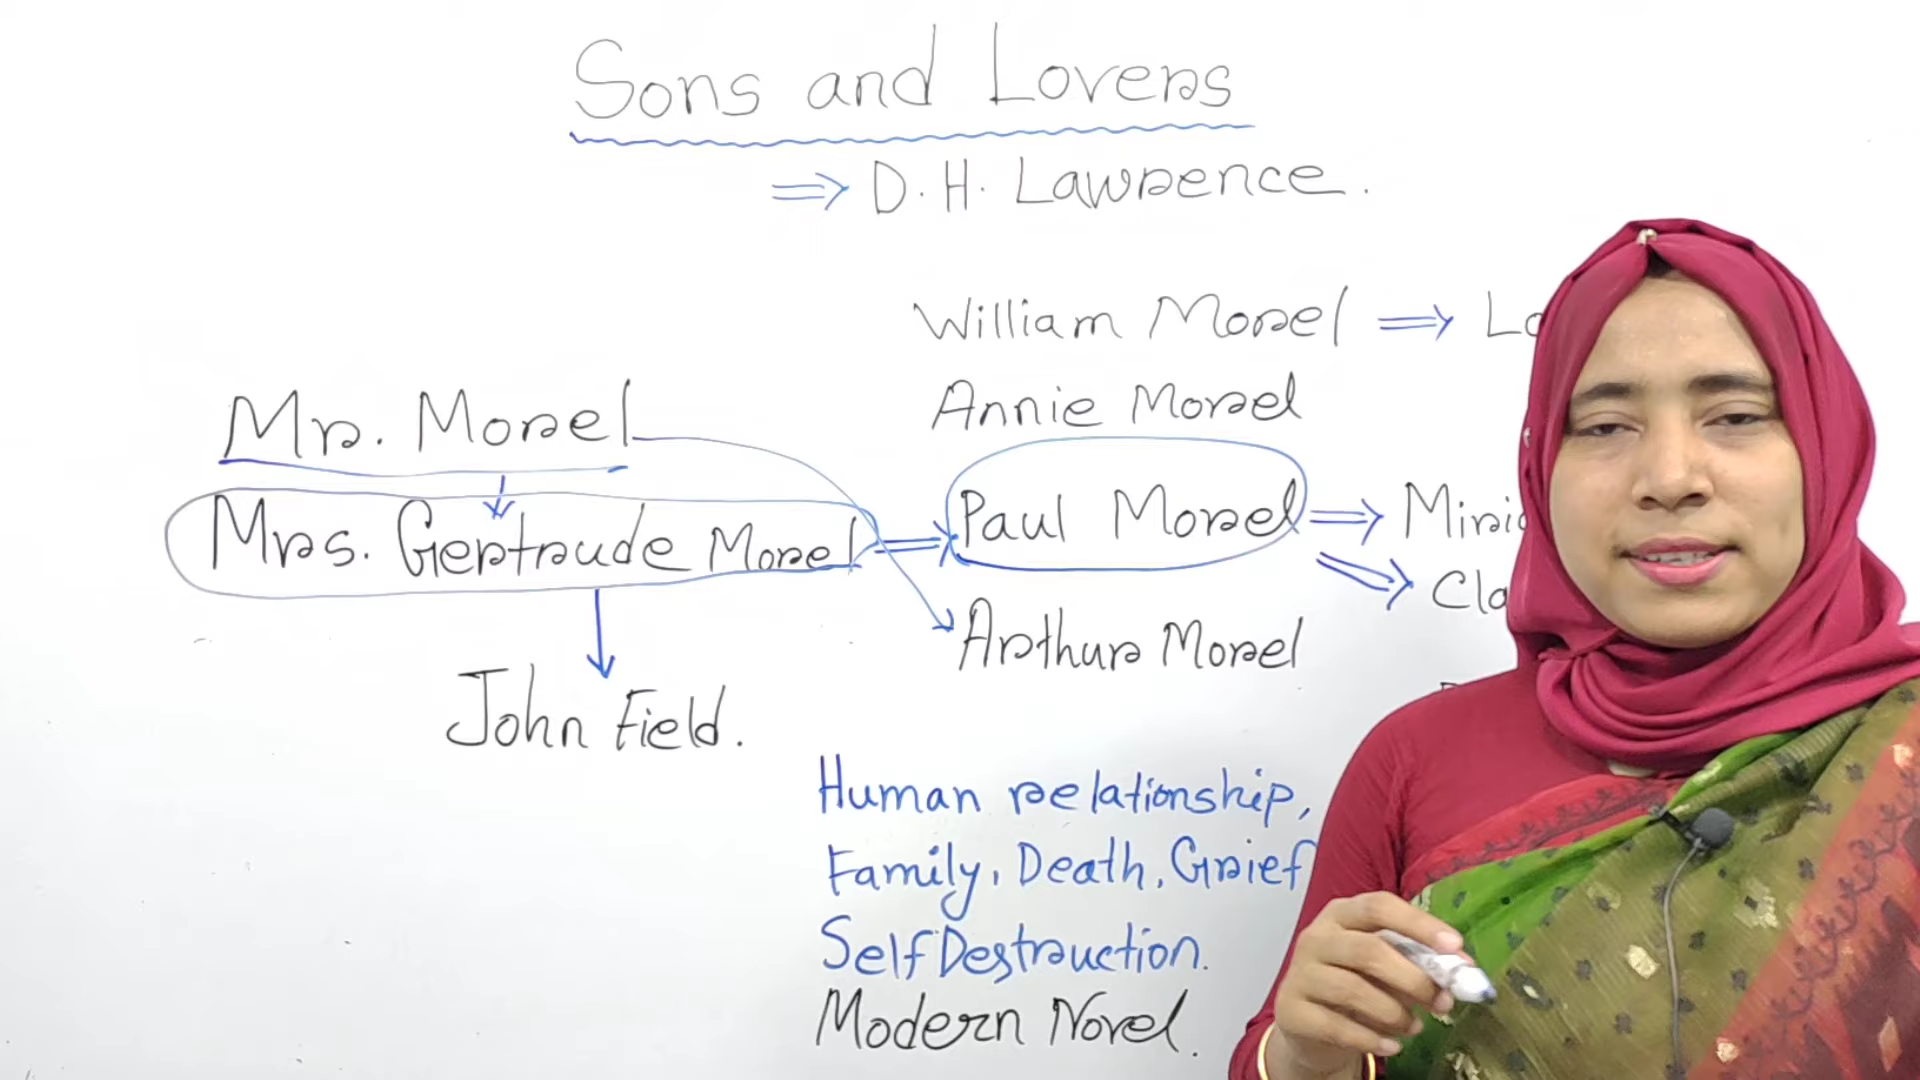 Sons and Lovers
⇒ D. H. Lawrence.
William Morel ⇒
Annie Morel
Mr. Morel
Mrs. Gertrude Morel ⇒ Paul Morel ⇒
Arthur Morel
John Field.
Human relationship,
Family, Death, Grief
Self Destruction.
Modern Novel.